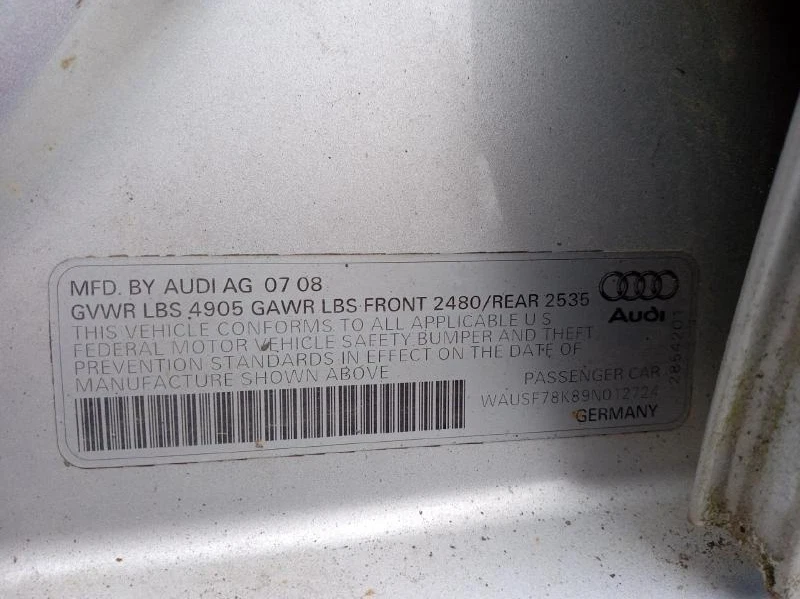 MFD. BY AUDI AG 07 08
GVWR LBS 4905 GAWR LBS FRONT 2480/REAR 2535
THIS VEHICLE CONFORMS TO ALL APPLICABLE U S
FEDERAL MOTOR VEHICLE SAFETY BUMPER AND THEFT
PREVENTION STANDARDS IN EFFECT ON THE DATE OF
MANUFACTURE SHOWN ABOVE
Audi
2854201
PASSENGER CAR
WAUSF78K89N012724
GERMANY